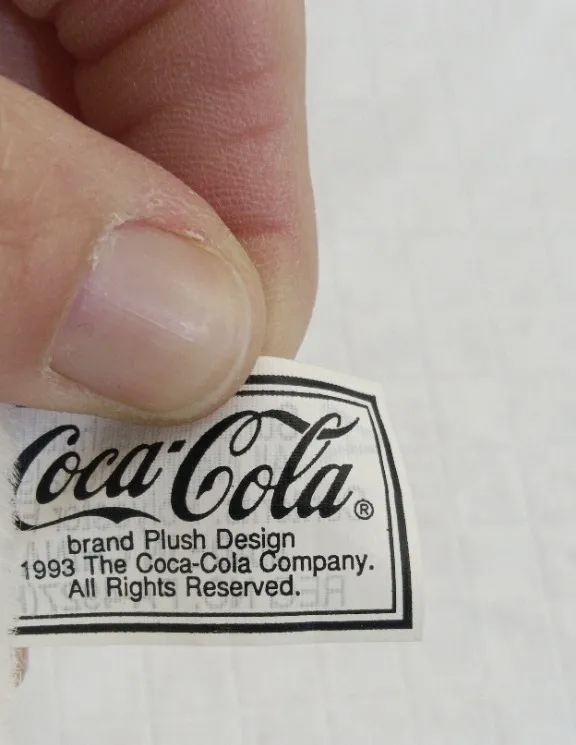 Coca-Cola ®
brand Plush Design
1993 The Coca-Cola Company.
All Rights Reserved.